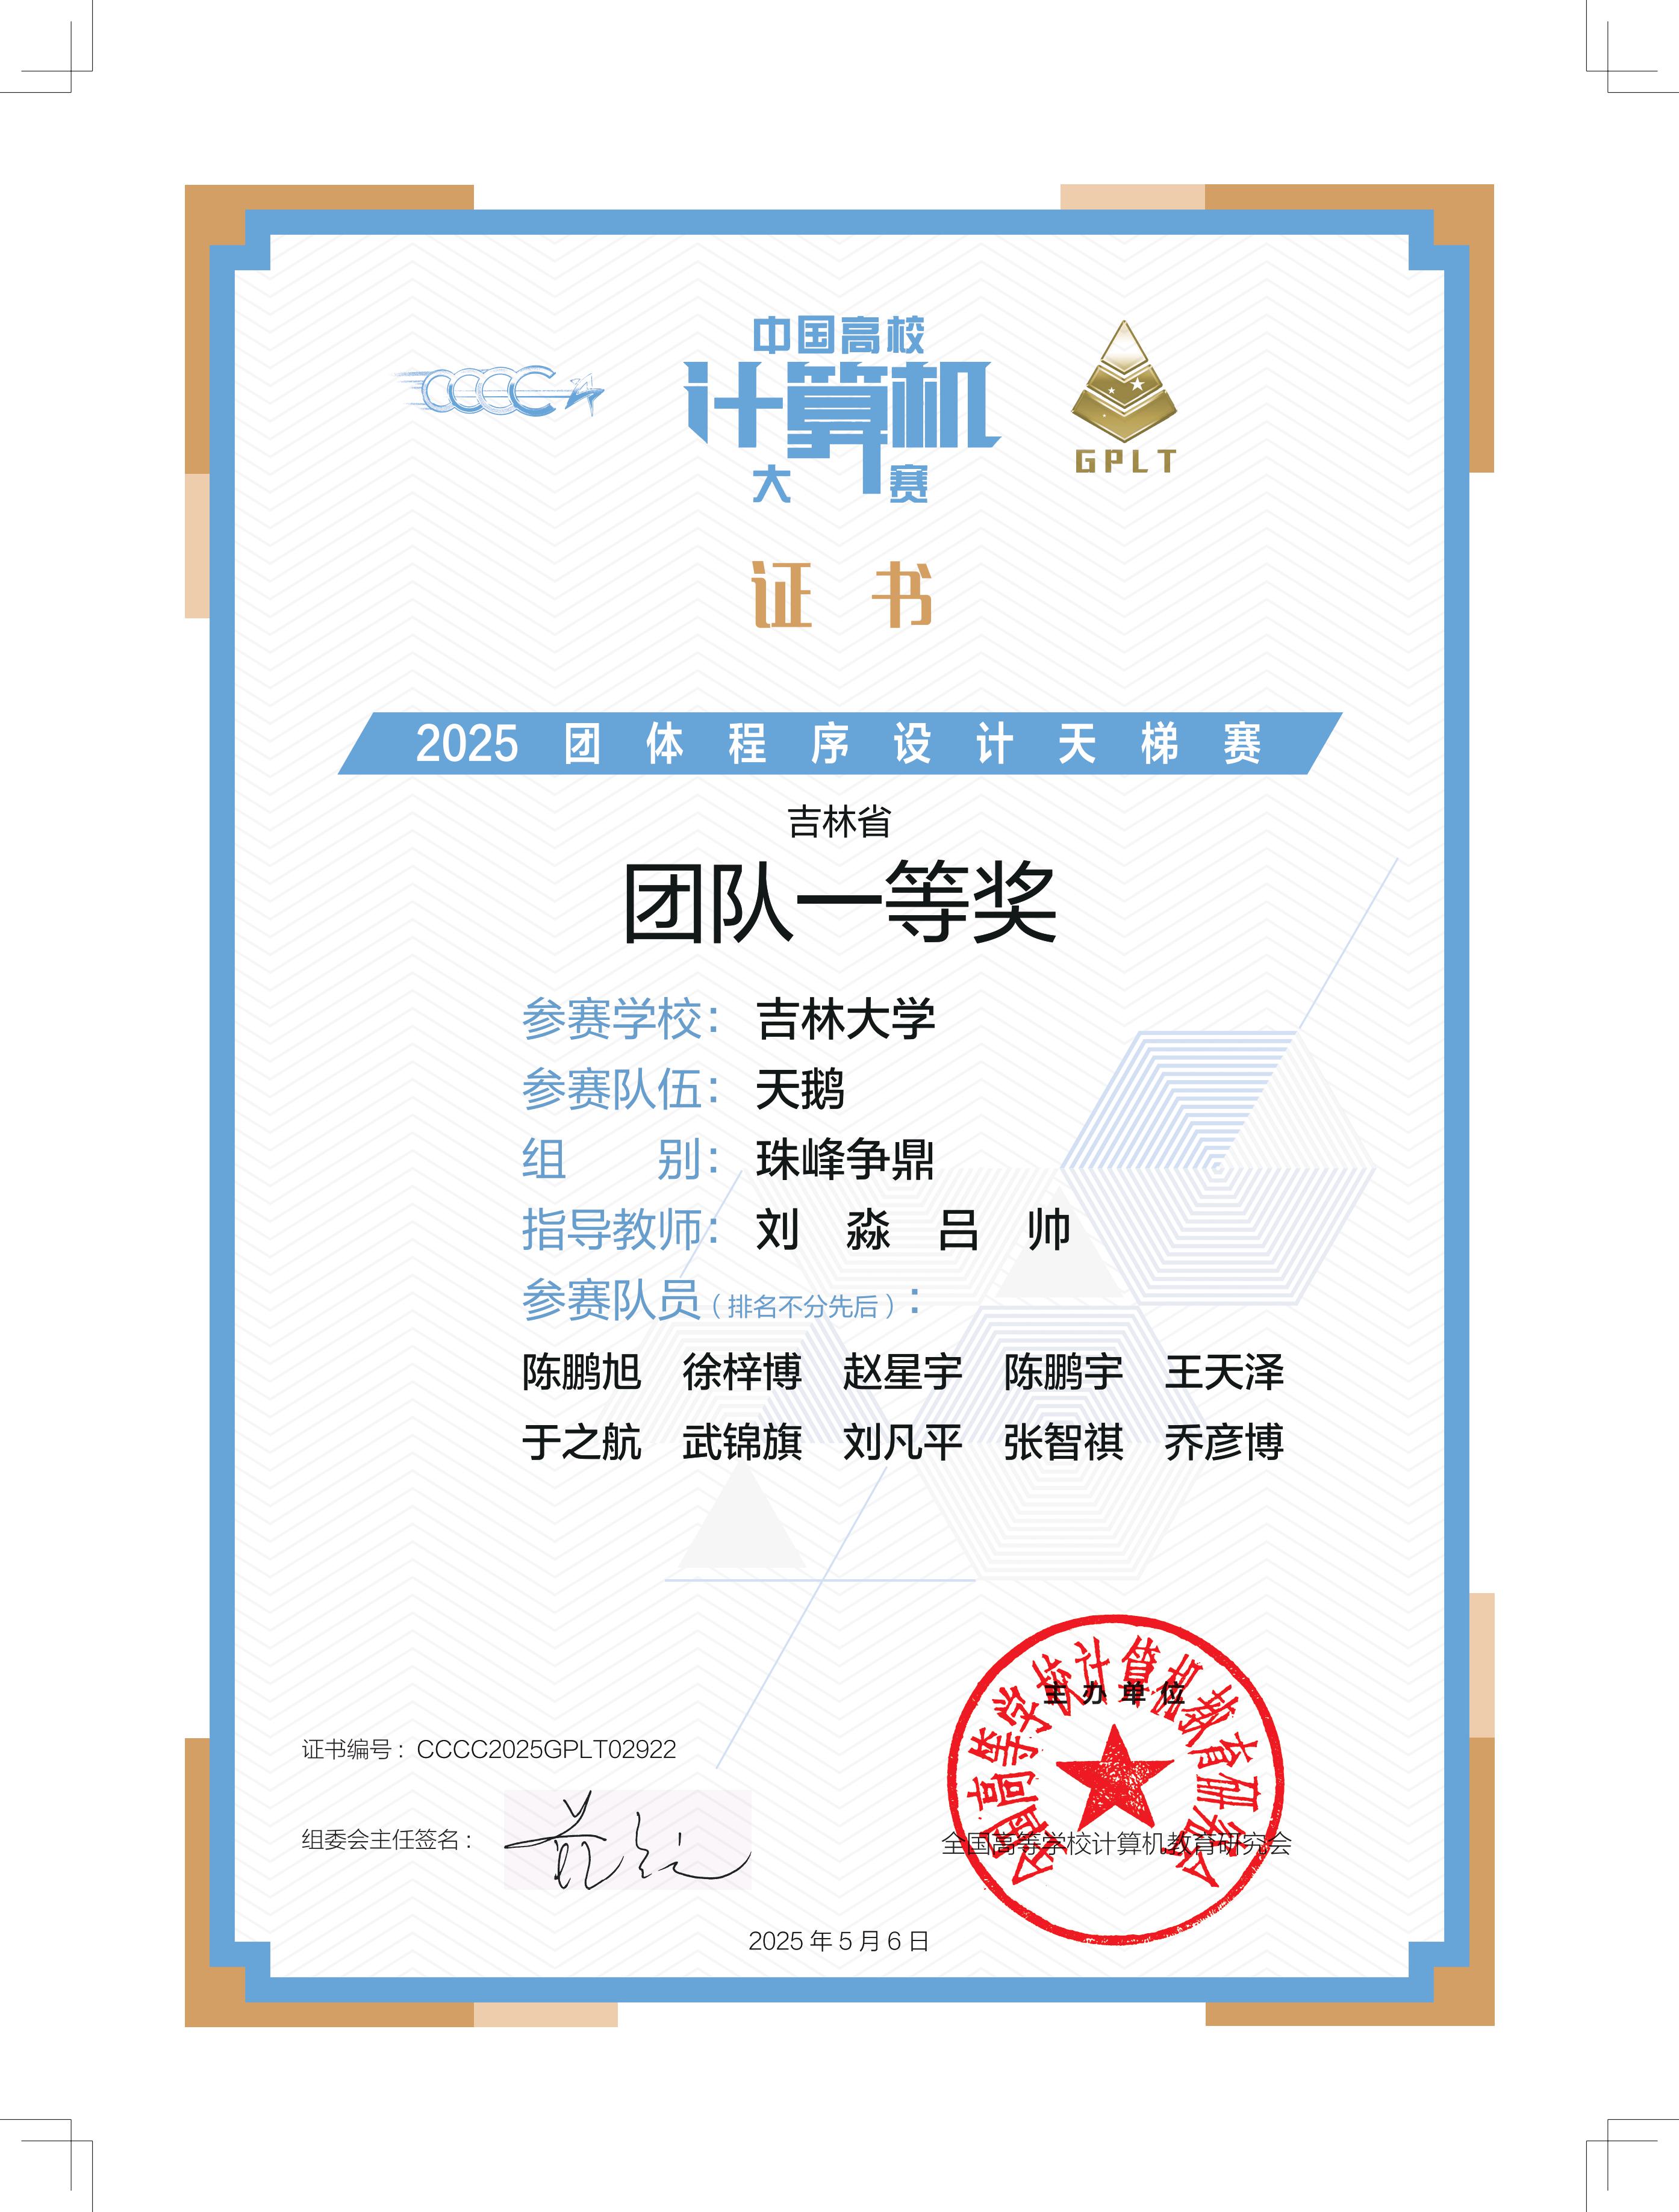 CCCC
中国高校
计算机
大赛
GPLT
证书
2025 团体程序设计天梯赛
吉林省
团队一等奖
参赛学校： 吉林大学
参赛队伍： 天鹅
组 别： 珠峰争鼎
指导教师： 刘 淼 吕 帅
参赛队员（排名不分先后）：
陈鹏旭 徐梓博 赵星宇 陈鹏宇 王天泽
于之航 武锦旗 刘凡平 张智祺 乔彦博
主办单位
全国高等学校计算机教育研究会
证书编号：CCCC2025GPLT02922
组委会主任签名：
全国高等学校计算机教育研究会
2025 年 5 月 6 日